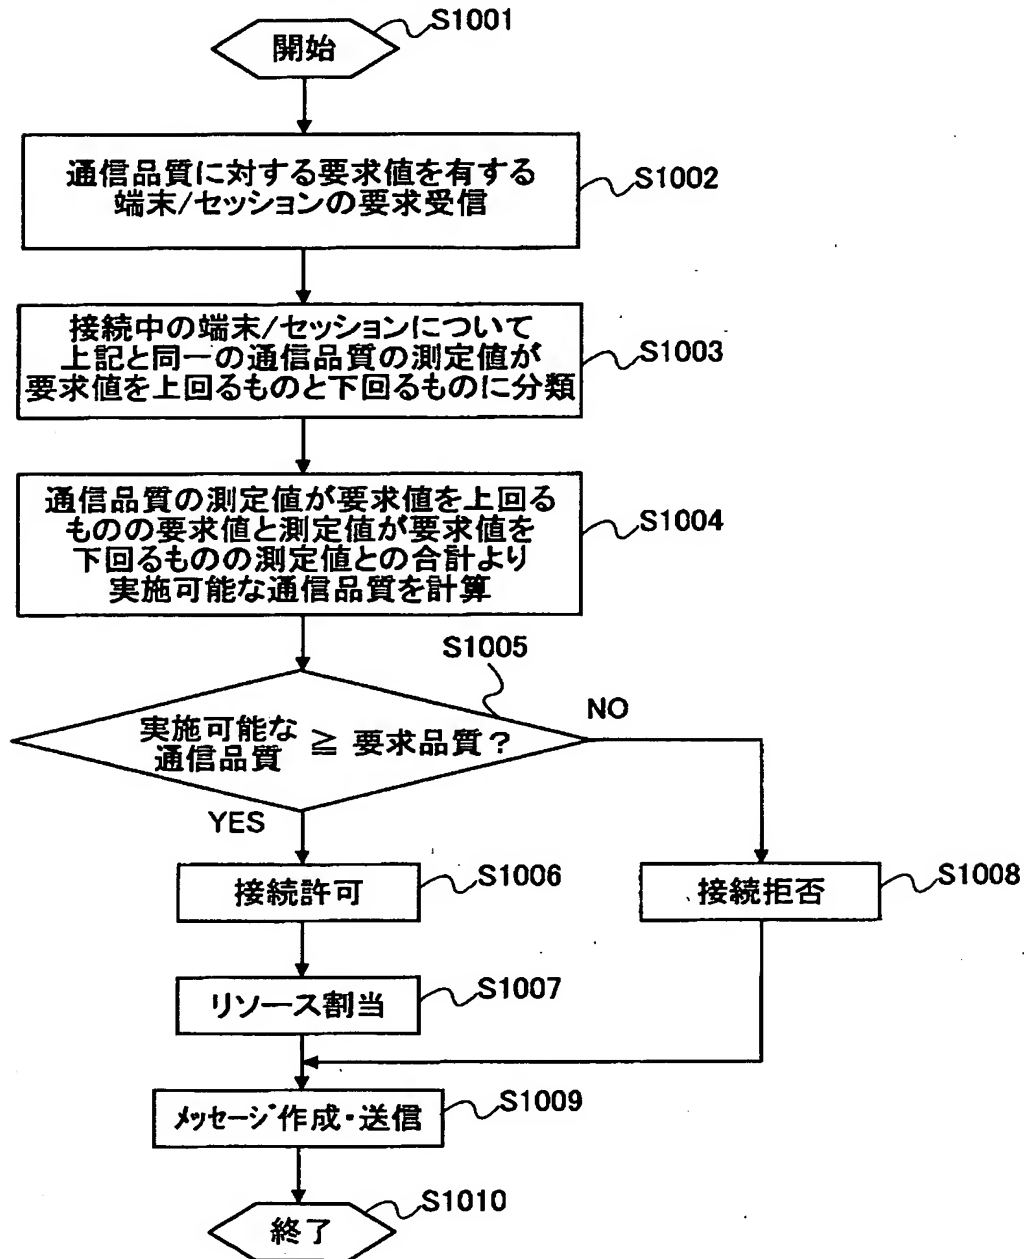 S1001
開始
通信品質に対する要求値を有する
端末/セッションの要求受信
S1002
接続中の端末/セッションについて
上記と同一の通信品質の測定値が
要求値を上回るものと下回るものに分類
S1003
通信品質の測定値が要求値を上回る
ものの要求値と測定値が要求値を
下回るものの測定値との合計より
実施可能な通信品質を計算
S1004
S1005
実施可能な
通信品質 ≧ 要求品質？
NO
YES
接続許可
S1006
接続拒否
S1008
リソース割当
S1007
メッセージ作成・送信
S1009
S1010
終了